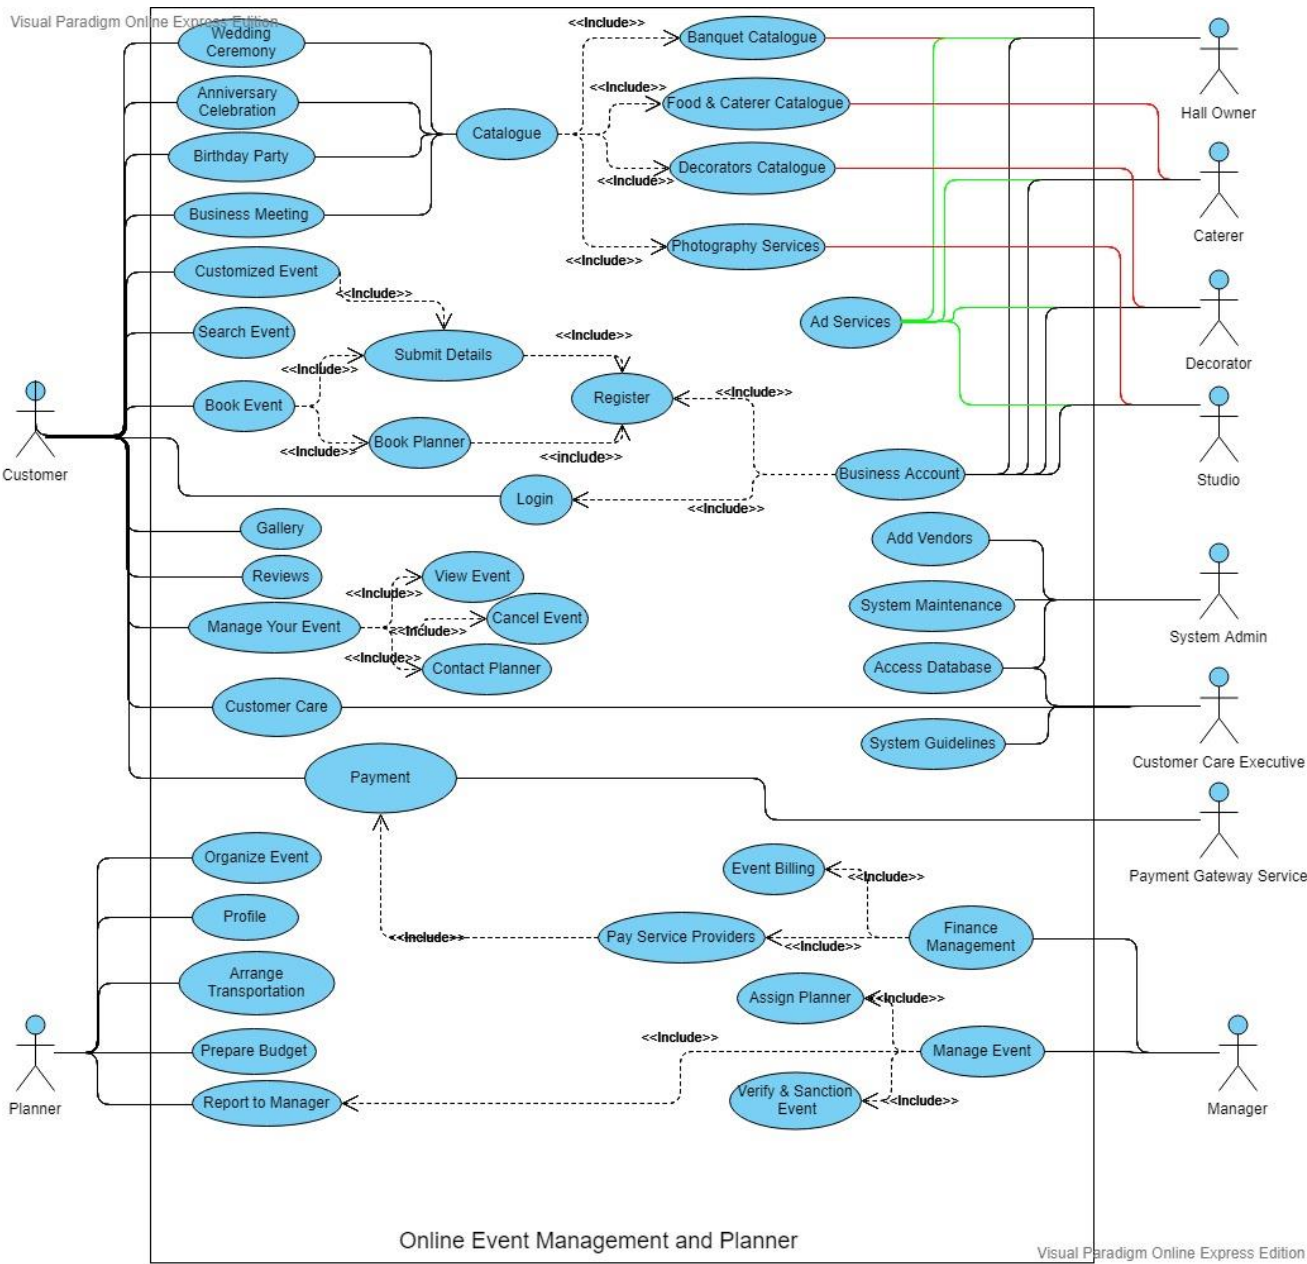 Visual Paradigm Online Express Edition
Wedding
Ceremony
<<Include>>
Banquet Catalogue
Hall Owner
Anniversary
Celebration
<<Include>>
Food & Caterer Catalogue
Catalogue
Birthday Party
Decorators Catalogue
<<Include>>
Caterer
Business Meeting
Photography Services
<<Include>>
Customized Event
<<Include>>
Ad Services
Search Event
<<Include>>
Submit Details
<<Include>>
Decorator
Book Event
Register
<<Include>>
Book Planner
<<Include>>
<<include>>
Customer
Business Account
Studio
Login
<<Include>>
Gallery
Add Vendors
Reviews
View Event
<<Include>>
System Maintenance
Manage Your Event
Cancel Event
<<Include>>
System Admin
<<Include>>
Contact Planner
Access Database
Customer Care
System Guidelines
Customer Care Executive
Payment
Organize Event
Event Billing
<<Include>>
Payment Gateway Service
Profile
<<Include>>
Pay Service Providers
<<Include>>
Finance
Management
Arrange
Transportation
Assign Planner
<<Include>>
Prepare Budget
<<Include>>
Manage Event
Report to Manager
Verify & Sanction
Event
<<Include>>
Planner
Manager
Online Event Management and Planner
Visual Paradigm Online Express Edition